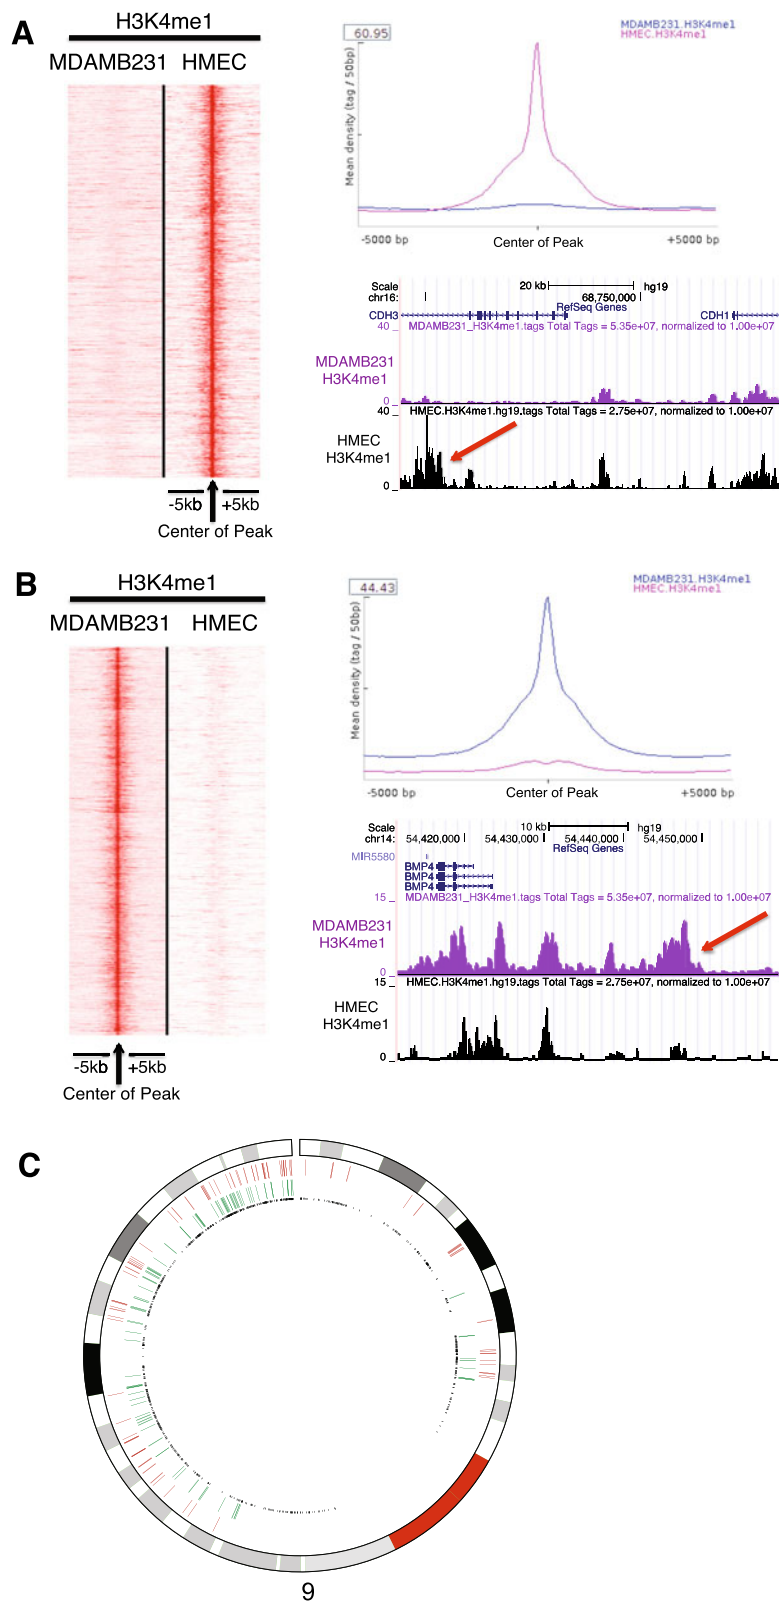 A
H3K4me1
MDAMB231 HMEC
-5kb +5kb
Center of Peak
60.95
MDAMB231.H3K4me1
HMEC.H3K4me1
Mean density (tag / 50bp)
-5000 bp Center of Peak +5000 bp
Scale 20 kb hg19
chr16: 68,750,000
RefSeq Genes
CDH3 CDH1
40 MDAMB231_H3K4me1.tags Total Tags = 5.35e+07, normalized to 1.00e+07
MDAMB231
H3K4me1
0
40 HMEC.H3K4me1.hg19.tags Total Tags = 2.75e+07, normalized to 1.00e+07
HMEC
H3K4me1
0
B
H3K4me1
MDAMB231 HMEC
-5kb +5kb
Center of Peak
44.43
MDAMB231.H3K4me1
HMEC.H3K4me1
Mean density (tag / 50bp)
-5000 bp Center of Peak +5000 bp
Scale 10 kb hg19
chr14: 54,420,000 54,430,000 54,440,000 54,450,000
RefSeq Genes
MIR5580
BMP4
BMP4
BMP4
15 MDAMB231_H3K4me1.tags Total Tags = 5.35e+07, normalized to 1.00e+07
MDAMB231
H3K4me1
0
15 HMEC.H3K4me1.hg19.tags Total Tags = 2.75e+07, normalized to 1.00e+07
HMEC
H3K4me1
0
C
9